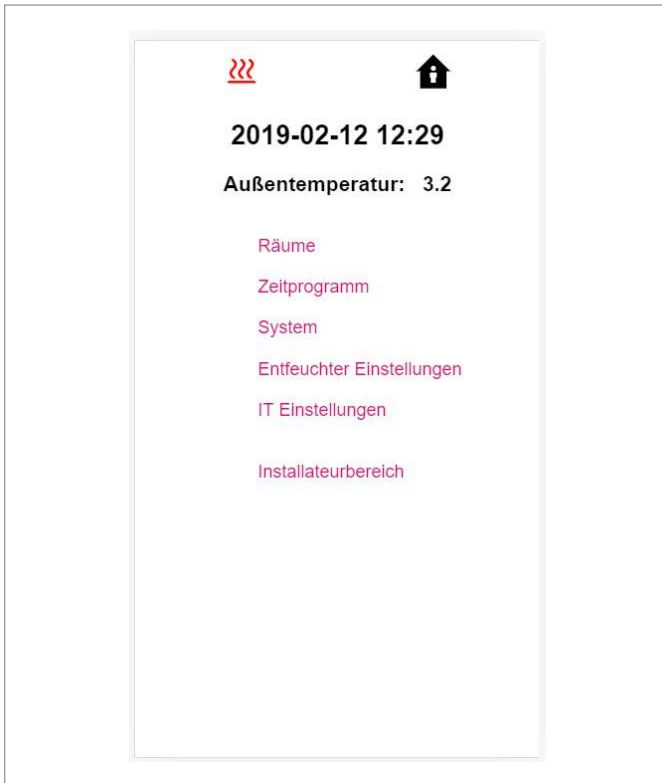 2019-02-12 12:29
Außentemperatur: 3.2
Räume
Zeitprogramm
System
Entfeuchter Einstellungen
IT Einstellungen
Installateurbereich